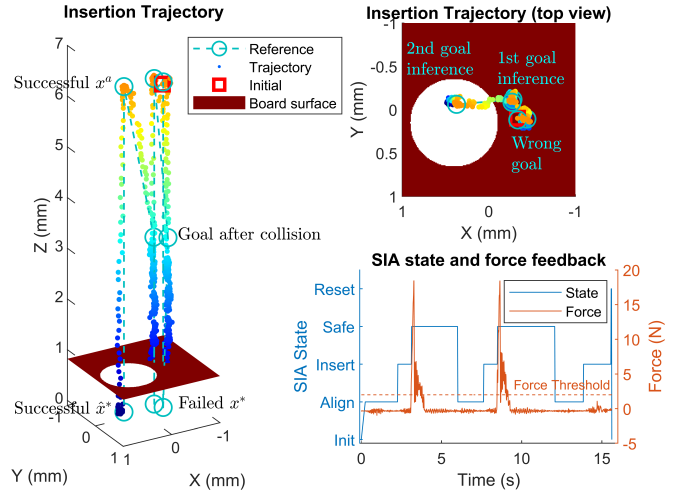 Insertion Trajectory
7
6
5
4
3
2
1
0
Z (mm)
Successful x^a
Reference
Trajectory
Initial
Board surface
Goal after collision
Successful x̂*
Failed x*
-1
0
1
Y (mm)
1
0
-1
X (mm)
Insertion Trajectory (top view)
-1
-0.5
0
0.5
1
Y (mm)
2nd goal
inference
1st goal
inference
Wrong
goal
1
0
-1
X (mm)
SIA state and force feedback
Reset
Safe
Insert
Align
Init
SIA State
State
Force
Force Threshold
20
15
10
5
0
-5
Force (N)
0
5
10
15
Time (s)